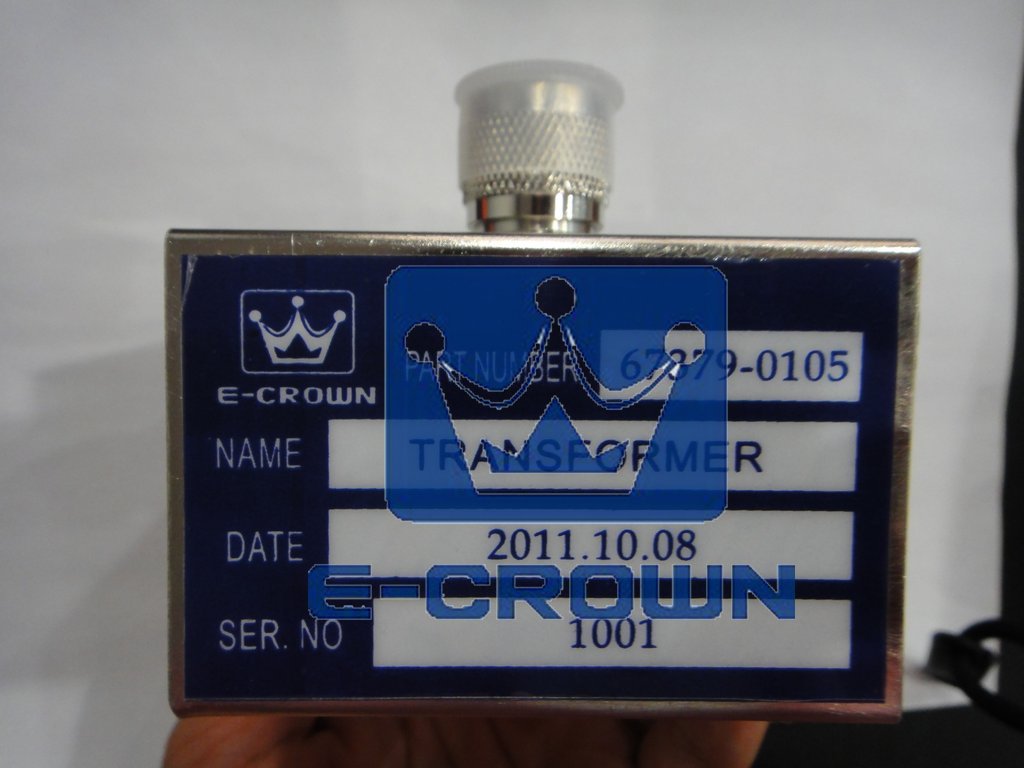 E-CROWN
PART NUMBER 67379-0105
NAME TRANSFORMER
DATE 2011.10.08
E-CROWN
SER. NO 1001